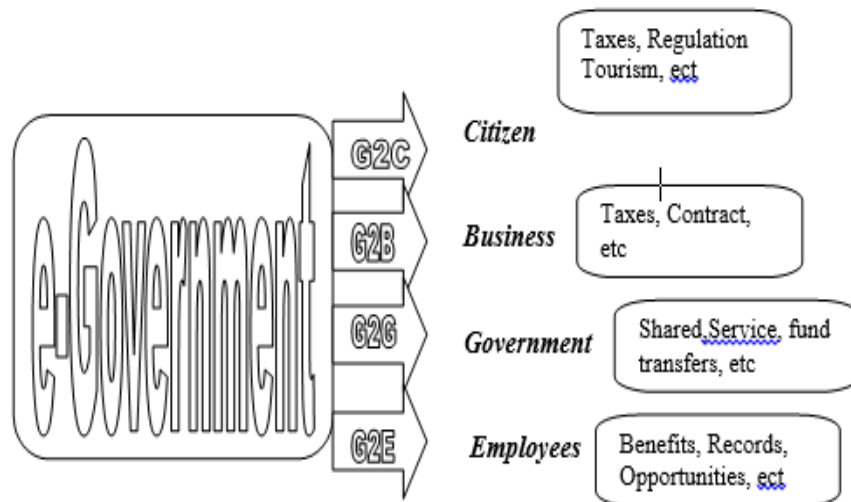 e-Government
G2C
Citizen
Taxes, Regulation
Tourism, ect
G2B
Business
Taxes, Contract,
etc
G2G
Government
Shared,Service, fund
transfers, etc
G2E
Employees
Benefits, Records,
Opportunities, ect